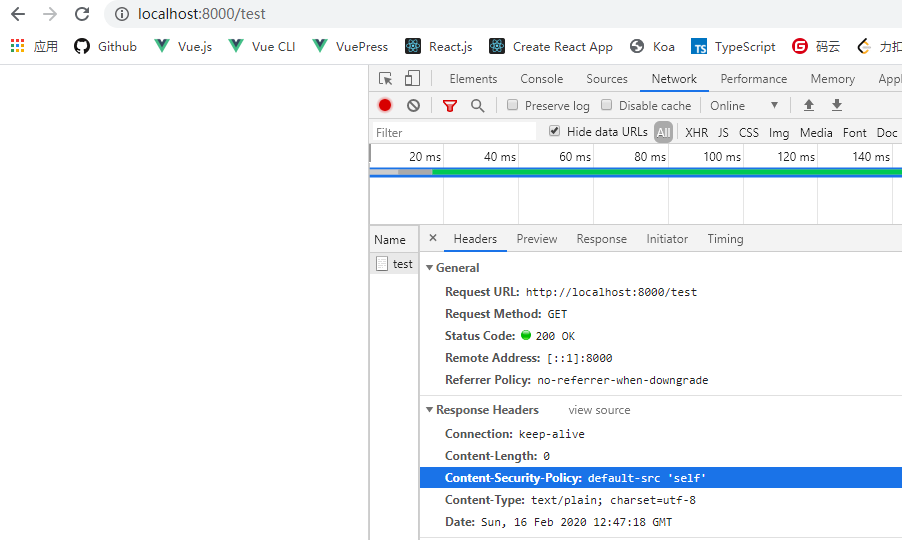 localhost:8000/test
应用 Github Vue.js Vue CLI VuePress React.js Create React App Koa TS TypeScript 码云 力扣
Elements Console Sources Network Performance Memory Appl
Preserve log Disable cache Online
Filter Hide data URLs All XHR JS CSS Img Media Font Doc
20 ms 40 ms 60 ms 80 ms 100 ms 120 ms 140 ms
Name × Headers Preview Response Initiator Timing
test
General
Request URL: http://localhost:8000/test
Request Method: GET
Status Code: 200 OK
Remote Address: [::1]:8000
Referrer Policy: no-referrer-when-downgrade
Response Headers view source
Connection: keep-alive
Content-Length: 0
Content-Security-Policy: default-src 'self'
Content-Type: text/plain; charset=utf-8
Date: Sun, 16 Feb 2020 12:47:18 GMT